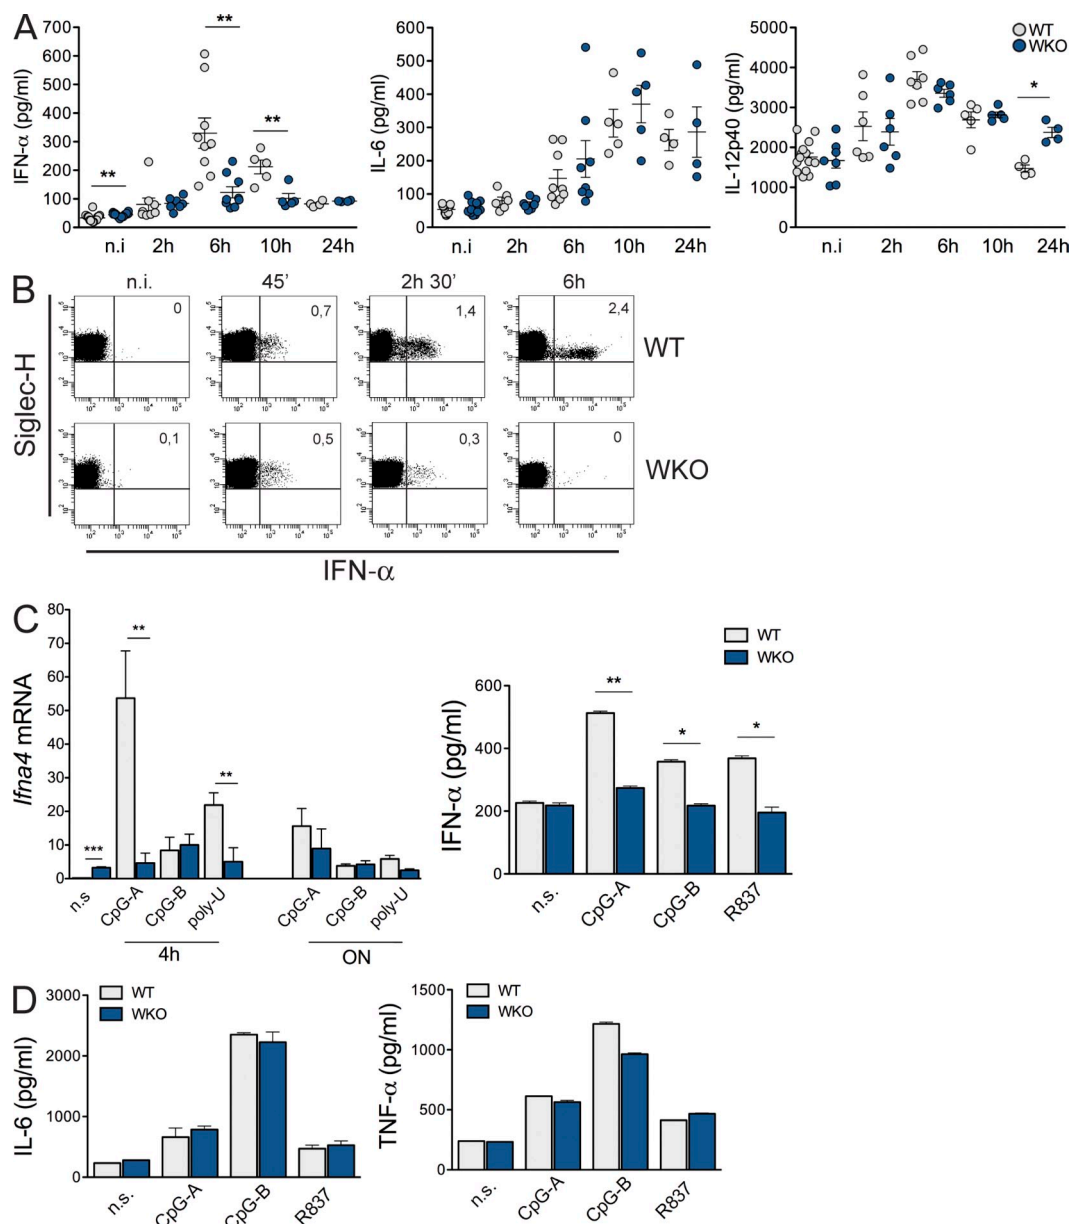 A
IFN-α (pg/ml)
700
600
500
400
300
200
100
0
**
**
**
n.i 2h 6h 10h 24h
IL-6 (pg/ml)
600
500
400
300
200
100
0
n.i 2h 6h 10h 24h
IL-12p40 (pg/ml)
5000
4000
3000
2000
1000
0
WT
WKO
*
n.i 2h 6h 10h 24h
B
n.i. 45' 2h 30' 6h
Siglec-H
0 0,7 1,4 2,4
WT
0,1 0,5 0,3 0
WKO
IFN-α
C
Ifna4 mRNA
80
70
60
50
40
30
20
10
0
***
**
**
n.s CpG-A CpG-B poly-U CpG-A CpG-B poly-U
4h ON
WT
WKO
IFN-α (pg/ml)
600
400
200
0
**
*
*
n.s. CpG-A CpG-B R837
D
WT
WKO
IL-6 (pg/ml)
3000
2000
1000
0
n.s. CpG-A CpG-B R837
WT
WKO
TNF-α (pg/ml)
1500
1000
500
0
n.s. CpG-A CpG-B R837